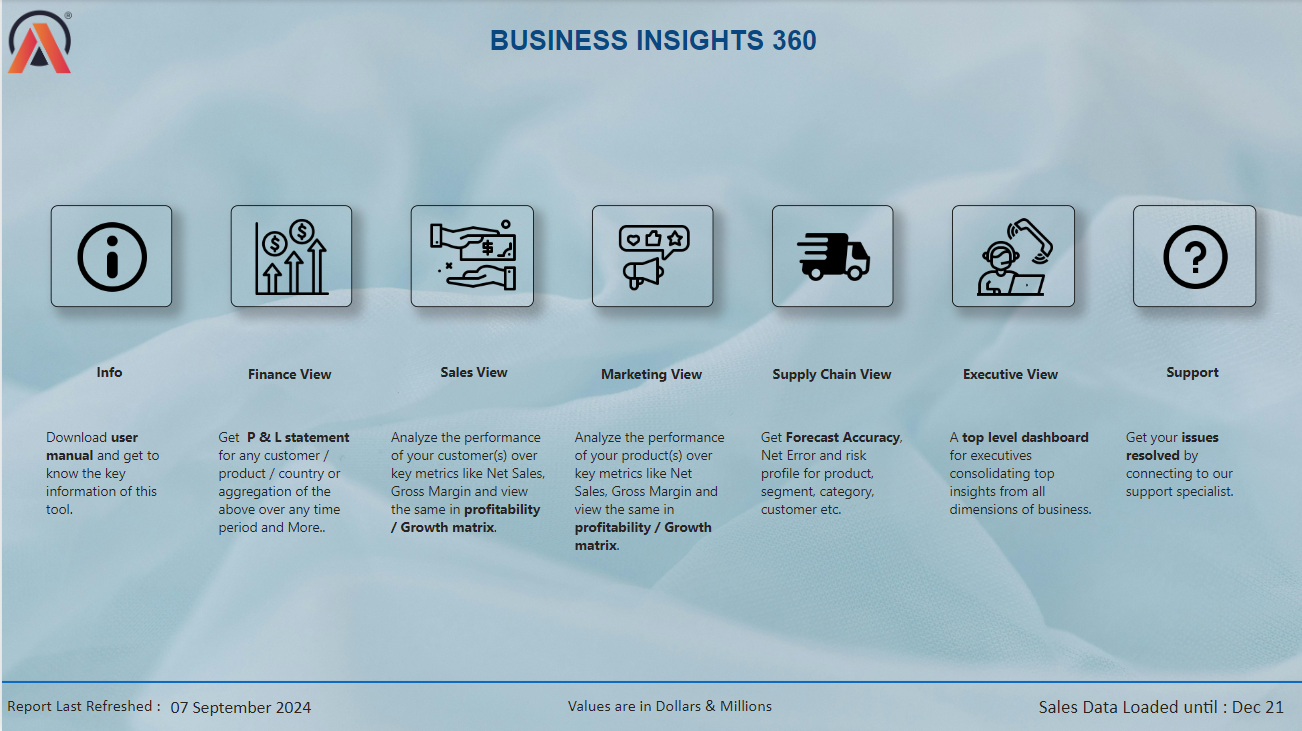 ®
BUSINESS INSIGHTS 360
$ $
$
?
Info
Finance View
Sales View
Marketing View
Supply Chain View
Executive View
Support
Download user
manual and get to
know the key
information of this
tool.
Get P & L statement
for any customer /
product / country or
aggregation of the
above over any time
period and More..
Analyze the performance
of your customer(s) over
key metrics like Net Sales,
Gross Margin and view
the same in profitability
/ Growth matrix.
Analyze the performance
of your product(s) over
key metrics like Net
Sales, Gross Margin and
view the same in
profitability / Growth
matrix.
Get Forecast Accuracy,
Net Error and risk
profile for product,
segment, category,
customer etc.
A top level dashboard
for executives
consolidating top
insights from all
dimensions of business.
Get your issues
resolved by
connecting to our
support specialist.
Report Last Refreshed : 07 September 2024
Values are in Dollars & Millions
Sales Data Loaded until : Dec 21